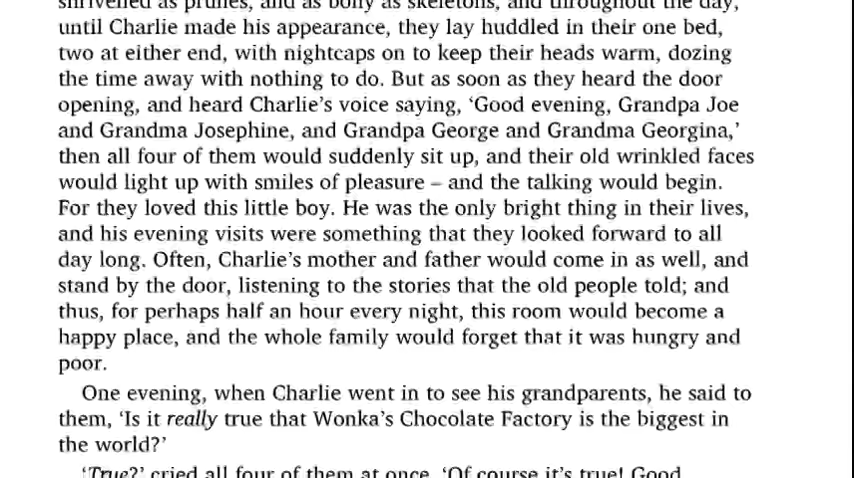 shrivelled as prunes, and as bony as skeletons, and throughout the day,
until Charlie made his appearance, they lay huddled in their one bed,
two at either end, with nightcaps on to keep their heads warm, dozing
the time away with nothing to do. But as soon as they heard the door
opening, and heard Charlie’s voice saying, ‘Good evening, Grandpa Joe
and Grandma Josephine, and Grandpa George and Grandma Georgina,’
then all four of them would suddenly sit up, and their old wrinkled faces
would light up with smiles of pleasure – and the talking would begin.
For they loved this little boy. He was the only bright thing in their lives,
and his evening visits were something that they looked forward to all
day long. Often, Charlie’s mother and father would come in as well, and
stand by the door, listening to the stories that the old people told; and
thus, for perhaps half an hour every night, this room would become a
happy place, and the whole family would forget that it was hungry and
poor.
One evening, when Charlie went in to see his grandparents, he said to
them, ‘Is it really true that Wonka’s Chocolate Factory is the biggest in
the world?’
‘True?’ cried all four of them at once. ‘Of course it’s true! Good